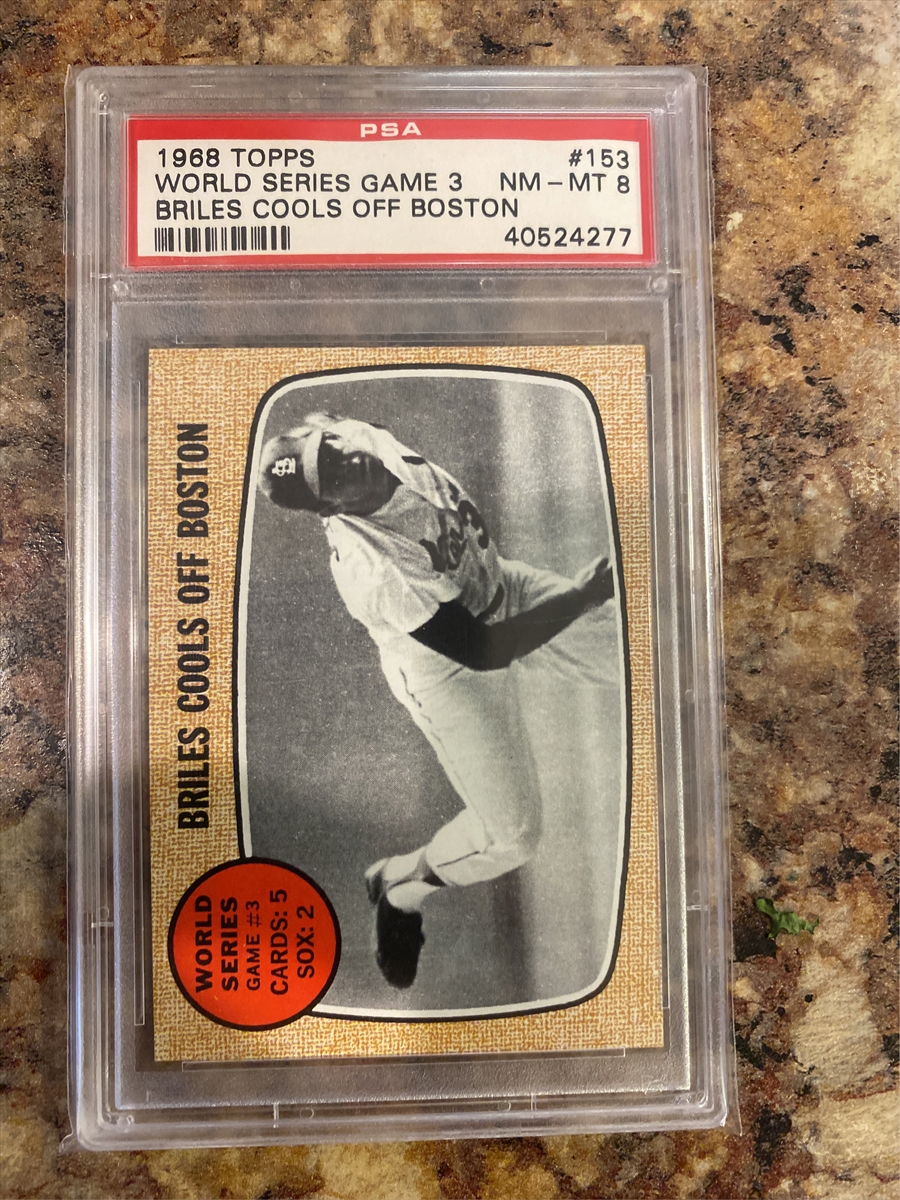 PSA
1968 TOPPS #153
WORLD SERIES GAME 3 NM-MT 8
BRILES COOLS OFF BOSTON
40524277
BRILES COOLS OFF BOSTON
WORLD
SERIES
GAME #3
CARDS: 5
SOX: 2